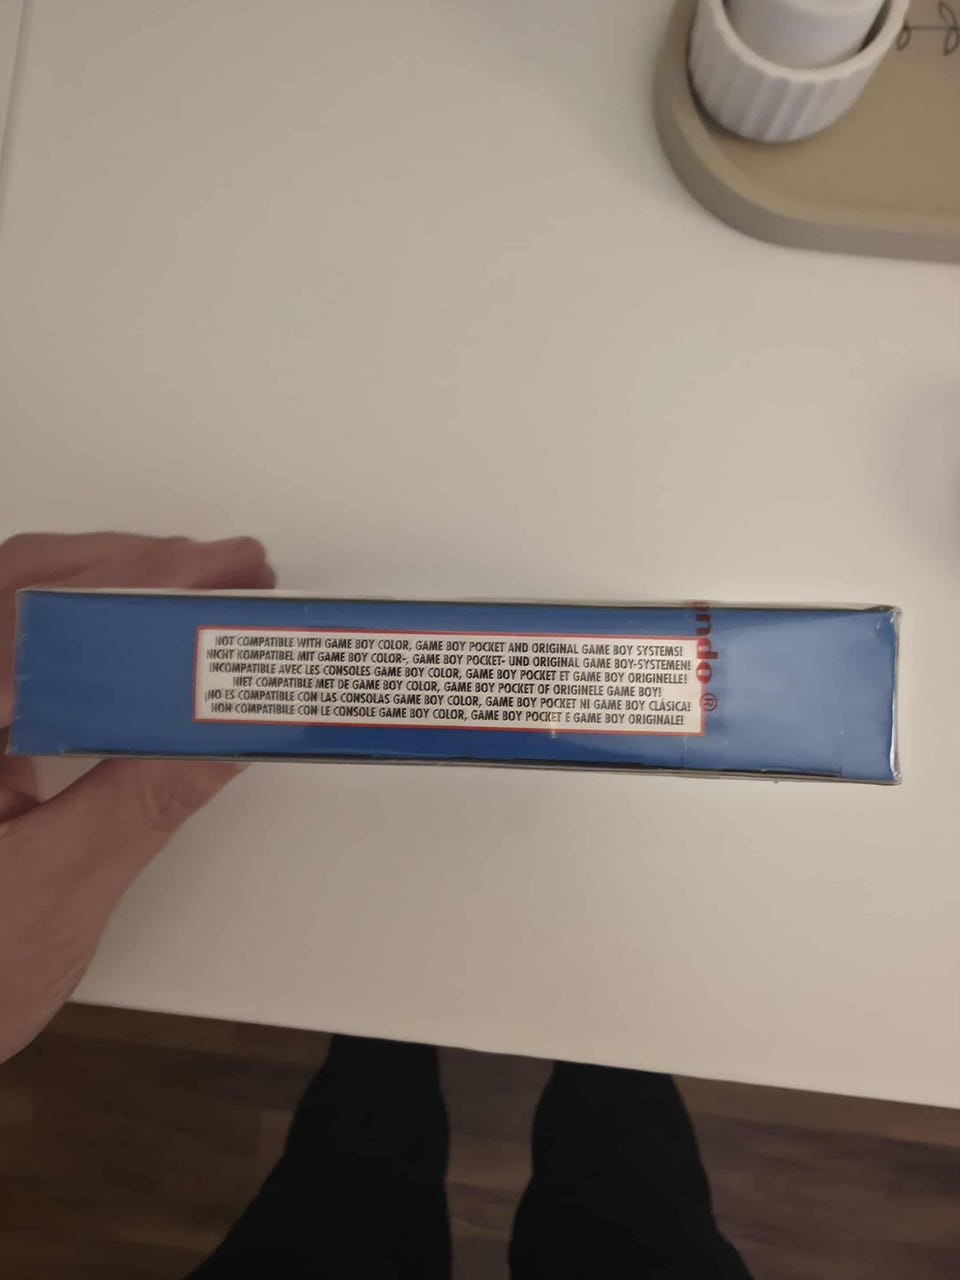 NOT COMPATIBLE WITH GAME BOY COLOR, GAME BOY POCKET AND ORIGINAL GAME BOY SYSTEMS!
NICHT KOMPATIBEL MIT GAME BOY COLOR-, GAME BOY POCKET- UND ORIGINAL GAME BOY-SYSTEMEN!
INCOMPATIBLE AVEC LES CONSOLES GAME BOY COLOR, GAME BOY POCKET ET GAME BOY ORIGINELLE!
NIET COMPATIBLE MET DE GAME BOY COLOR, GAME BOY POCKET OF ORIGINELE GAME BOY!
¡NO ES COMPATIBLE CON LAS CONSOLAS GAME BOY COLOR, GAME BOY POCKET NI GAME BOY CLÁSICA!
NON COMPATIBILE CON LE CONSOLE GAME BOY COLOR, GAME BOY POCKET E GAME BOY ORIGINALE!
ndo ®